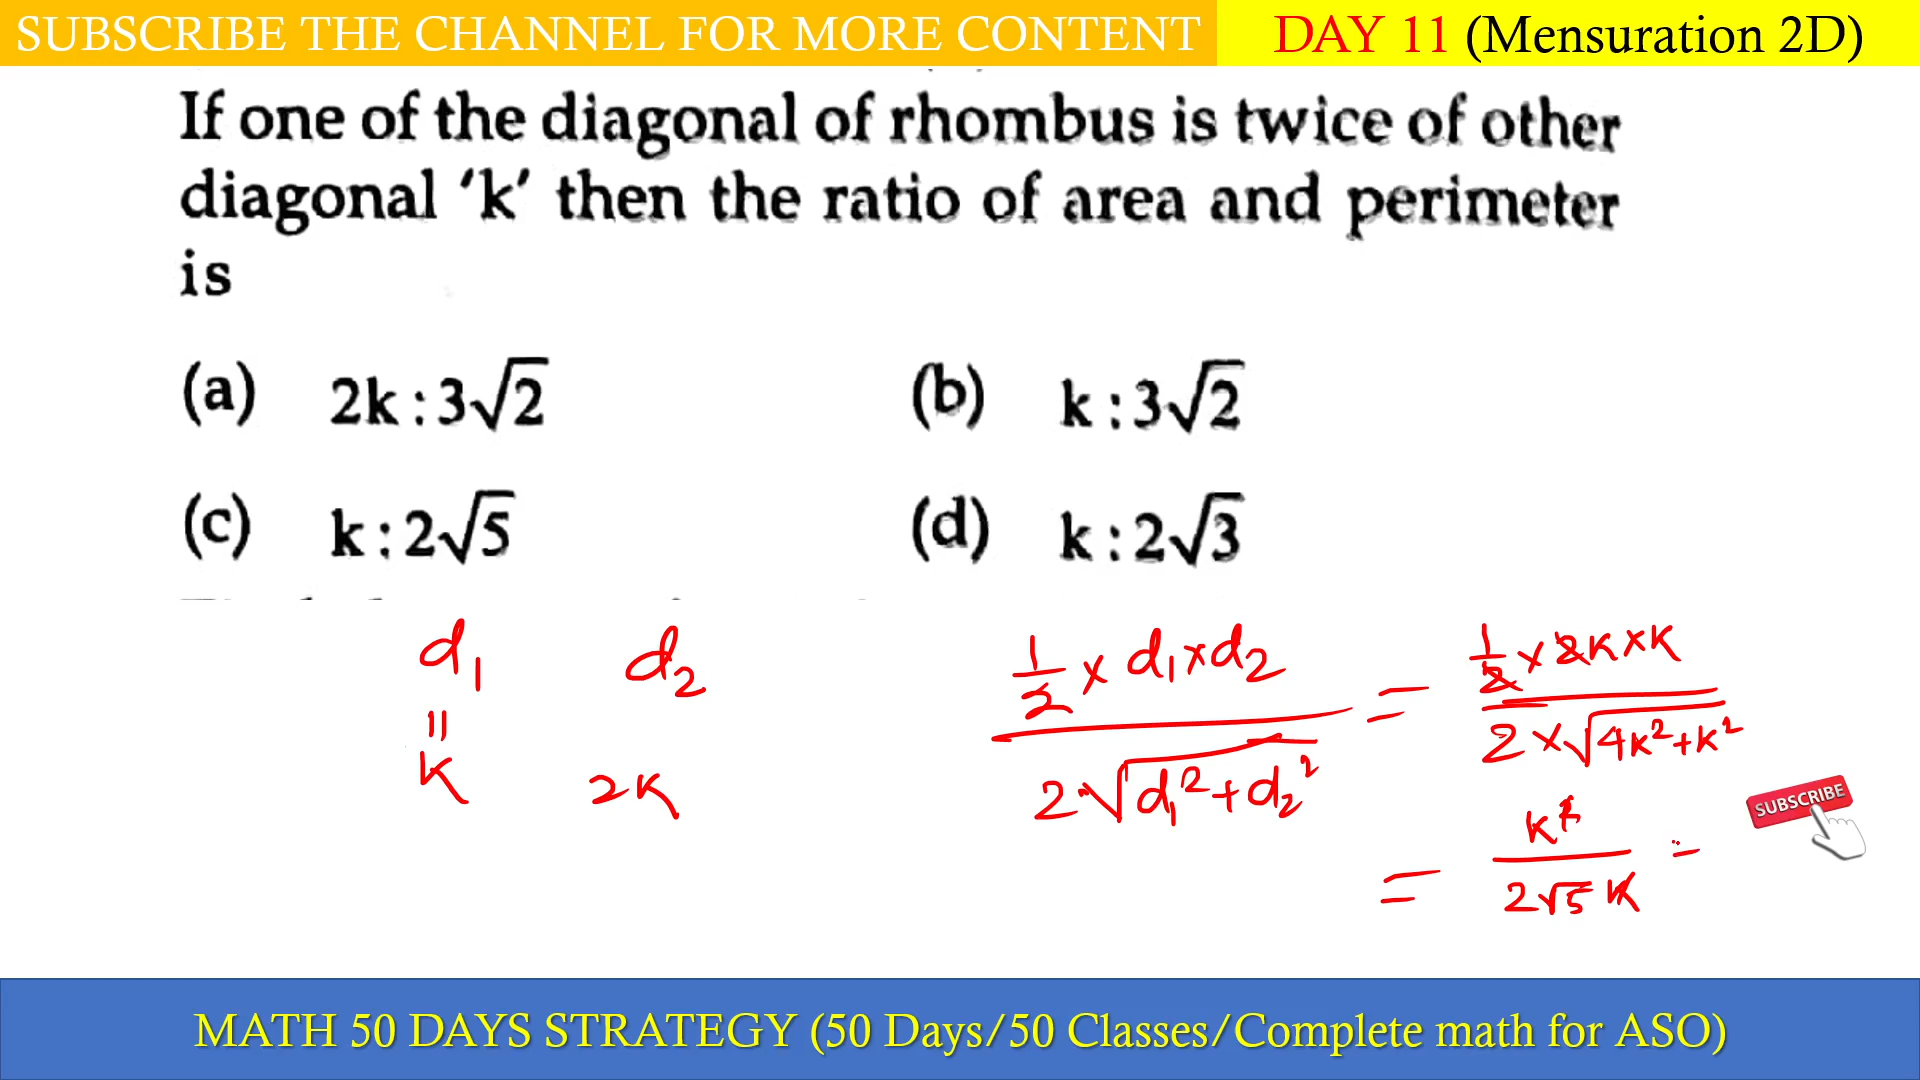 SUBSCRIBE THE CHANNEL FOR MORE CONTENT
DAY 11 (Mensuration 2D)
If one of the diagonal of rhombus is twice of other
diagonal ‘k’ then the ratio of area and perimeter
is
(a) 2k : 3√2
(b) k : 3√2
(c) k : 2√5
(d) k : 2√3
d₁ d₂
=
k 2k
1/2 × d₁ × d₂ / 2√d₁² + d₂² = 1/2 × 2k × k / 2 × √4k² + k²
= k² / 2√5 k =
SUBSCRIBE
MATH 50 DAYS STRATEGY (50 Days/50 Classes/Complete math for ASO)